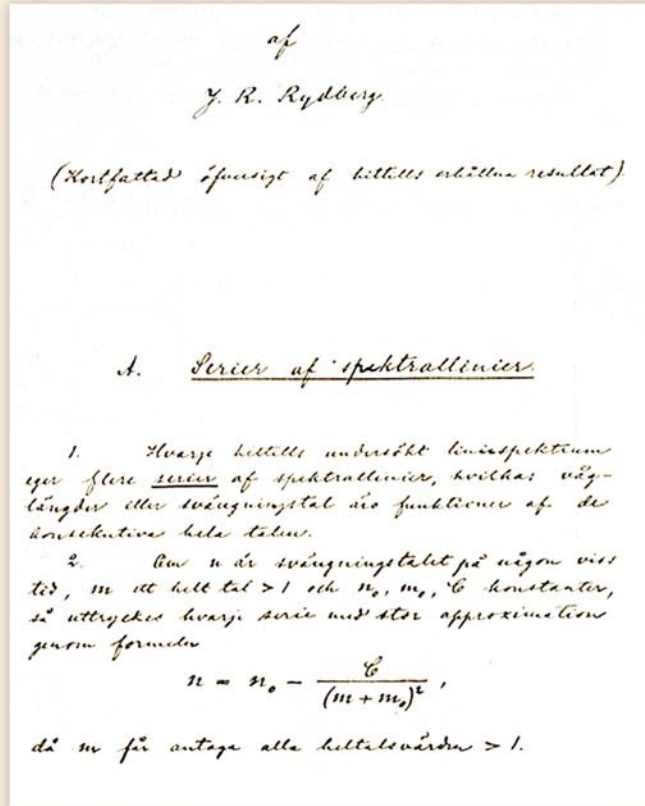 af
J. R. Rydberg
(Kortfattad öfversigt af hittills erhållna resultat)
A. Serier af spektrallinier.
1. Hvarje hittills undersökt liniespektrum
eger flere serier af spektrallinier, hvilkas våg-
längder eller svängningstal äro funktioner af de
konsekutiva hela talen.
2. Om n är svängningstalet på någon viss
tid, m ett helt tal > 1 och n₀, m₀, C konstanter,
så uttryckes hvarje serie med stor approximation
genom formeln
n = n₀ - C/(m + m₀)²,
då m får antaga alla heltalsvärden > 1.